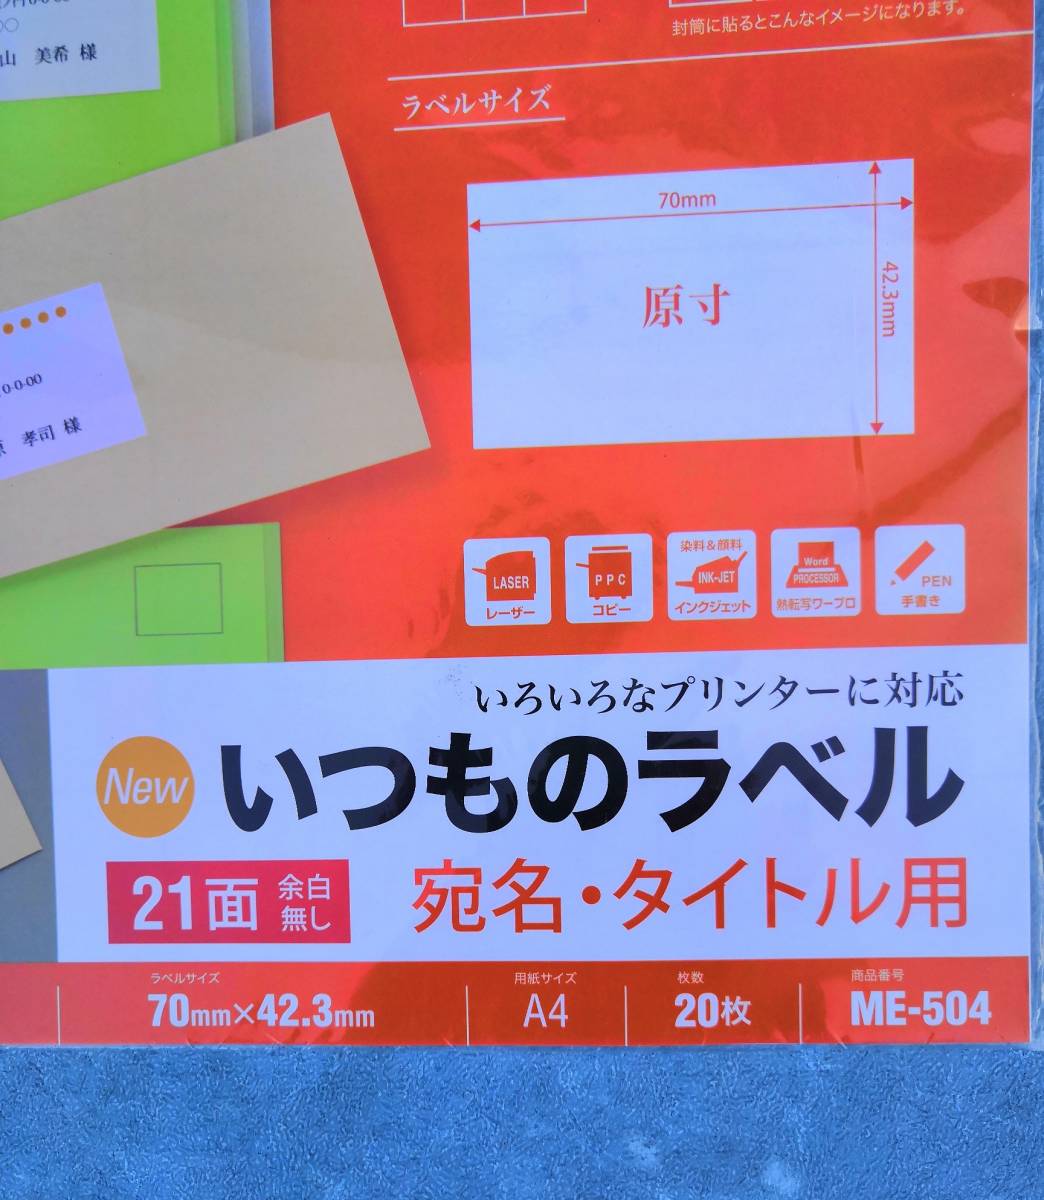 山 美希 様
封筒に貼るとこんなイメージになります。
ラベルサイズ
70mm
42.3mm
原寸
0-0-00
孝司 様
LASER
レーザー
PPC
コピー
染料&顔料
INK-JET
インクジェット
Word
PROCESSOR
熱転写ワープロ
PEN
手書き
いろいろなプリンターに対応
New
いつものラベル
21面
余白
無し
宛名・タイトル用
ラベルサイズ
70mm×42.3mm
用紙サイズ
A4
枚数
20枚
商品番号
ME-504